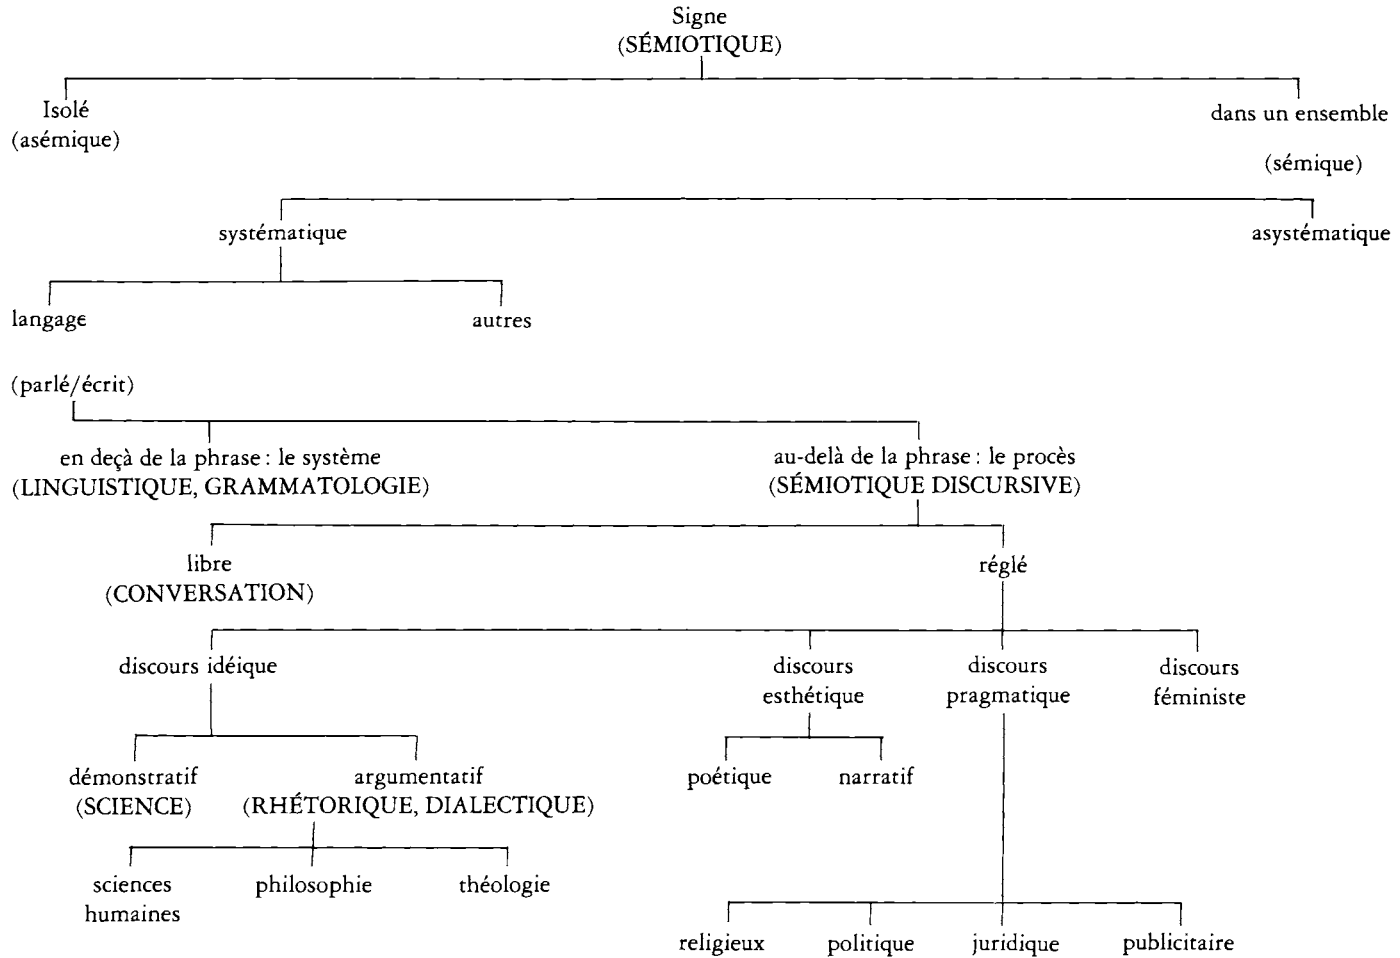 Signe
(SÉMIOTIQUE)
Isolé
(asémique)
dans un ensemble
(sémique)
systématique
asystématique
langage
autres
(parlé/écrit)
en deçà de la phrase : le système
(LINGUISTIQUE, GRAMMATOLOGIE)
au-delà de la phrase : le procès
(SÉMIOTIQUE DISCURSIVE)
libre
(CONVERSATION)
réglé
discours idéique
discours
esthétique
discours
pragmatique
discours
féministe
démonstratif
(SCIENCE)
argumentatif
(RHÉTORIQUE, DIALECTIQUE)
poétique
narratif
sciences
humaines
philosophie
théologie
religieux
politique
juridique
publicitaire